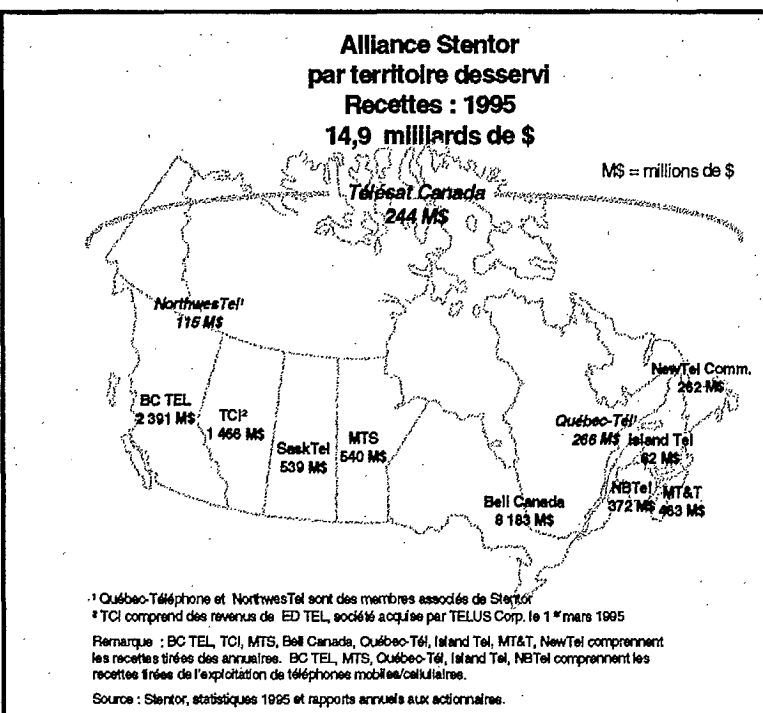 Alliance Stentor
par territoire desservi
Recettes : 1995
14,9 milliards de $
M$ = millions de $
Télésat Canada
244 M$
NorthwesTel¹
115 M$
BC TEL
2 391 M$
TCI²
1 466 M$
SaskTel
539 M$
MTS
540 M$
Bell Canada
8 183 M$
Québec-Tél¹
266 M$
NewTel Comm.
262 M$
Island Tel
62 M$
NBTel
372 M$
MT&T
463 M$
¹ Québec-Téléphone et NorthwesTel sont des membres associés de Stentor
² TCI comprend des revenus de ED TEL, société acquise par TELUS Corp. le 1 er mars 1995
Remarque : BC TEL, TCI, MTS, Bell Canada, Québec-Tél, Island Tel, MT&T, NewTel comprennent
les recettes tirées des annuaires. BC TEL, MTS, Québec-Tél, Island Tel, NBTel comprennent les
recettes tirées de l'exploitation de téléphones mobiles/cellulaires.
Source : Stentor, statistiques 1995 et rapports annuels aux actionnaires.